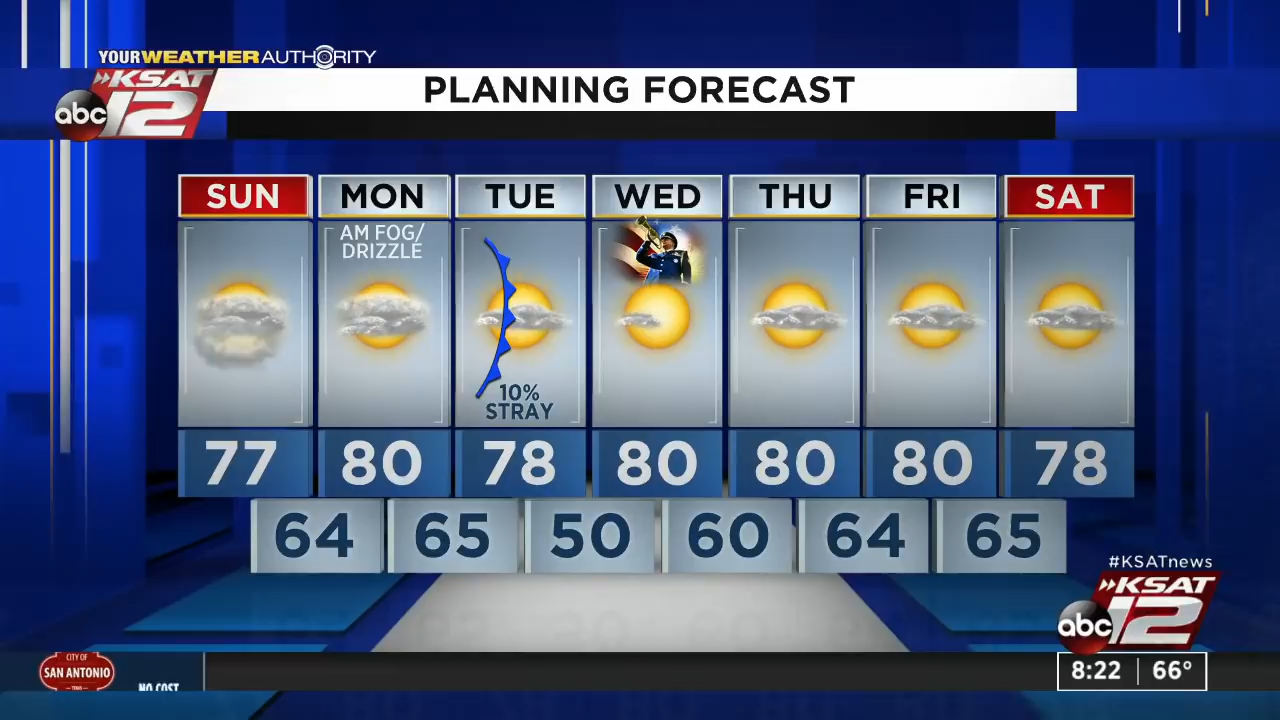 YOURWEATHERAUTHORITY
KSAT
abc 12
PLANNING FORECAST
SUN MON TUE WED THU FRI SAT
AM FOG/
DRIZZLE
10%
STRAY
77 80 78 80 80 80 78
64 65 50 60 64 65
#KSATnews
KSAT
abc 12
CITY OF
SAN ANTONIO
TEXAS
NO COST
8:22 66°